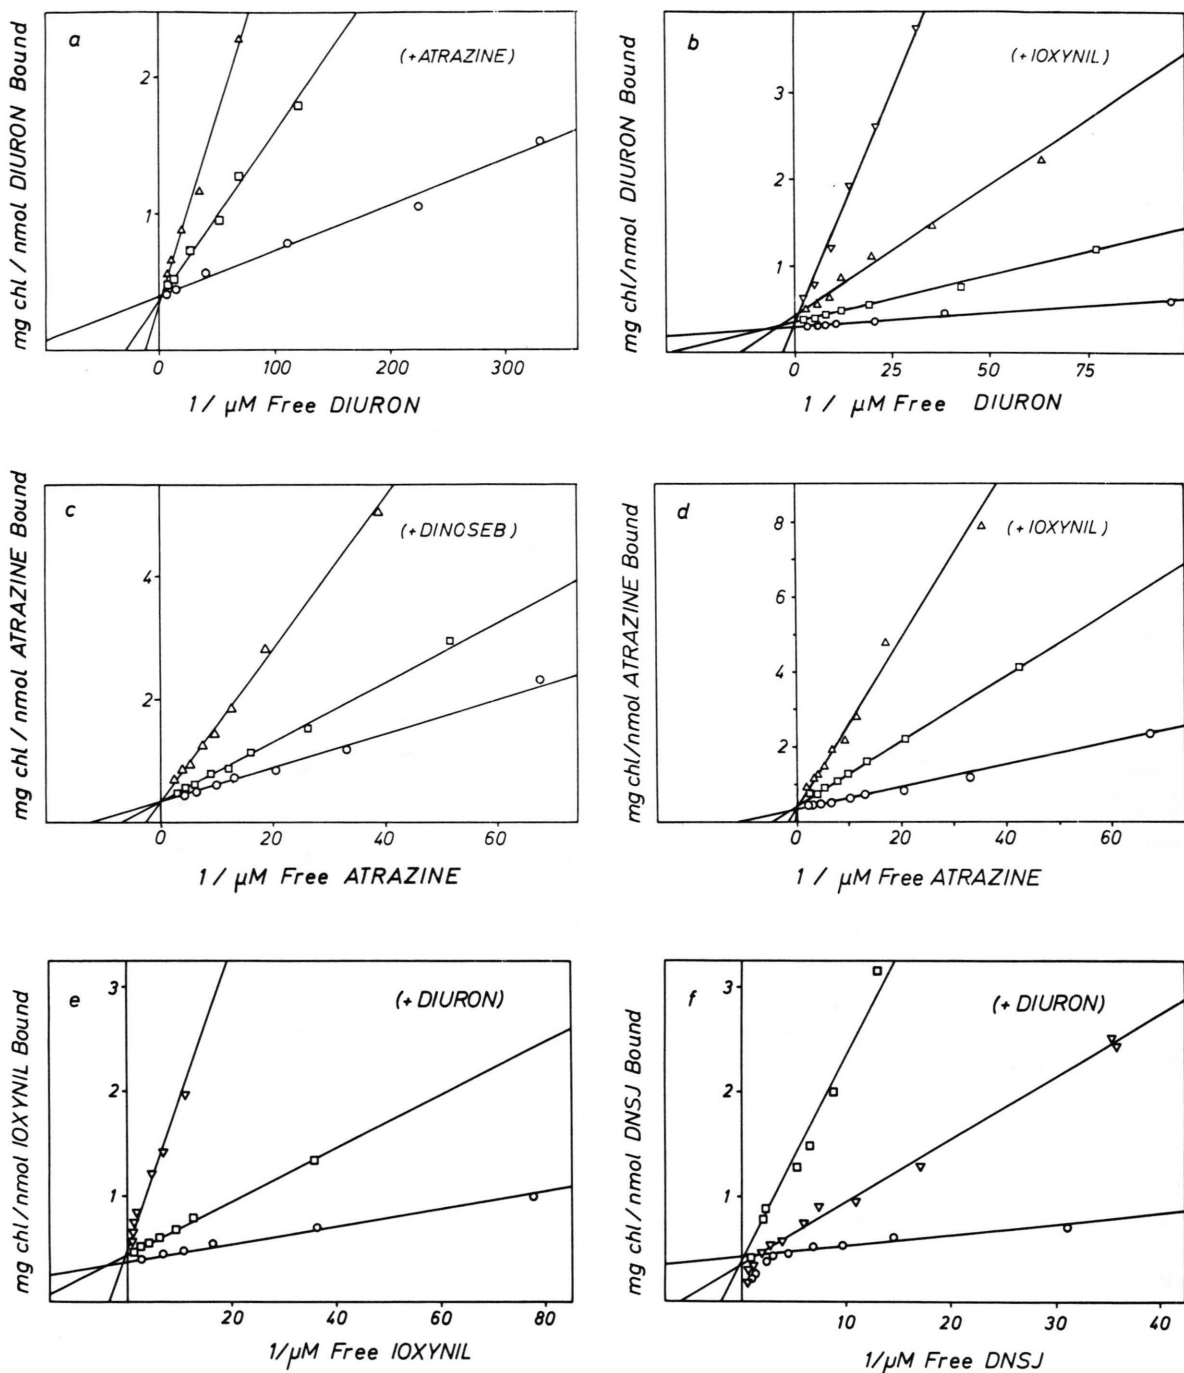 a
(+ATRAZINE)
mg chl / nmol DIURON Bound
2
1
0 100 200 300
1 / µM Free DIURON
b
(+IOXYNIL)
mg chl/nmol DIURON Bound
3
2
1
0 25 50 75
1 / µM Free DIURON
c
(+DINOSEB)
mg chl / nmol ATRAZINE Bound
4
2
0 20 40 60
1 / µM Free ATRAZINE
d
(+IOXYNIL)
mg chl/nmol ATRAZINE Bound
8
6
4
2
0 20 40 60
1 / µM Free ATRAZINE
e
(+ DIURON)
mg chl/nmol IOXYNIL Bound
3
2
1
20 40 60 80
1/µM Free IOXYNIL
f
(+ DIURON)
mg chl/nmol DNSJ Bound
3
2
1
10 20 30 40
1/µM Free DNSJ